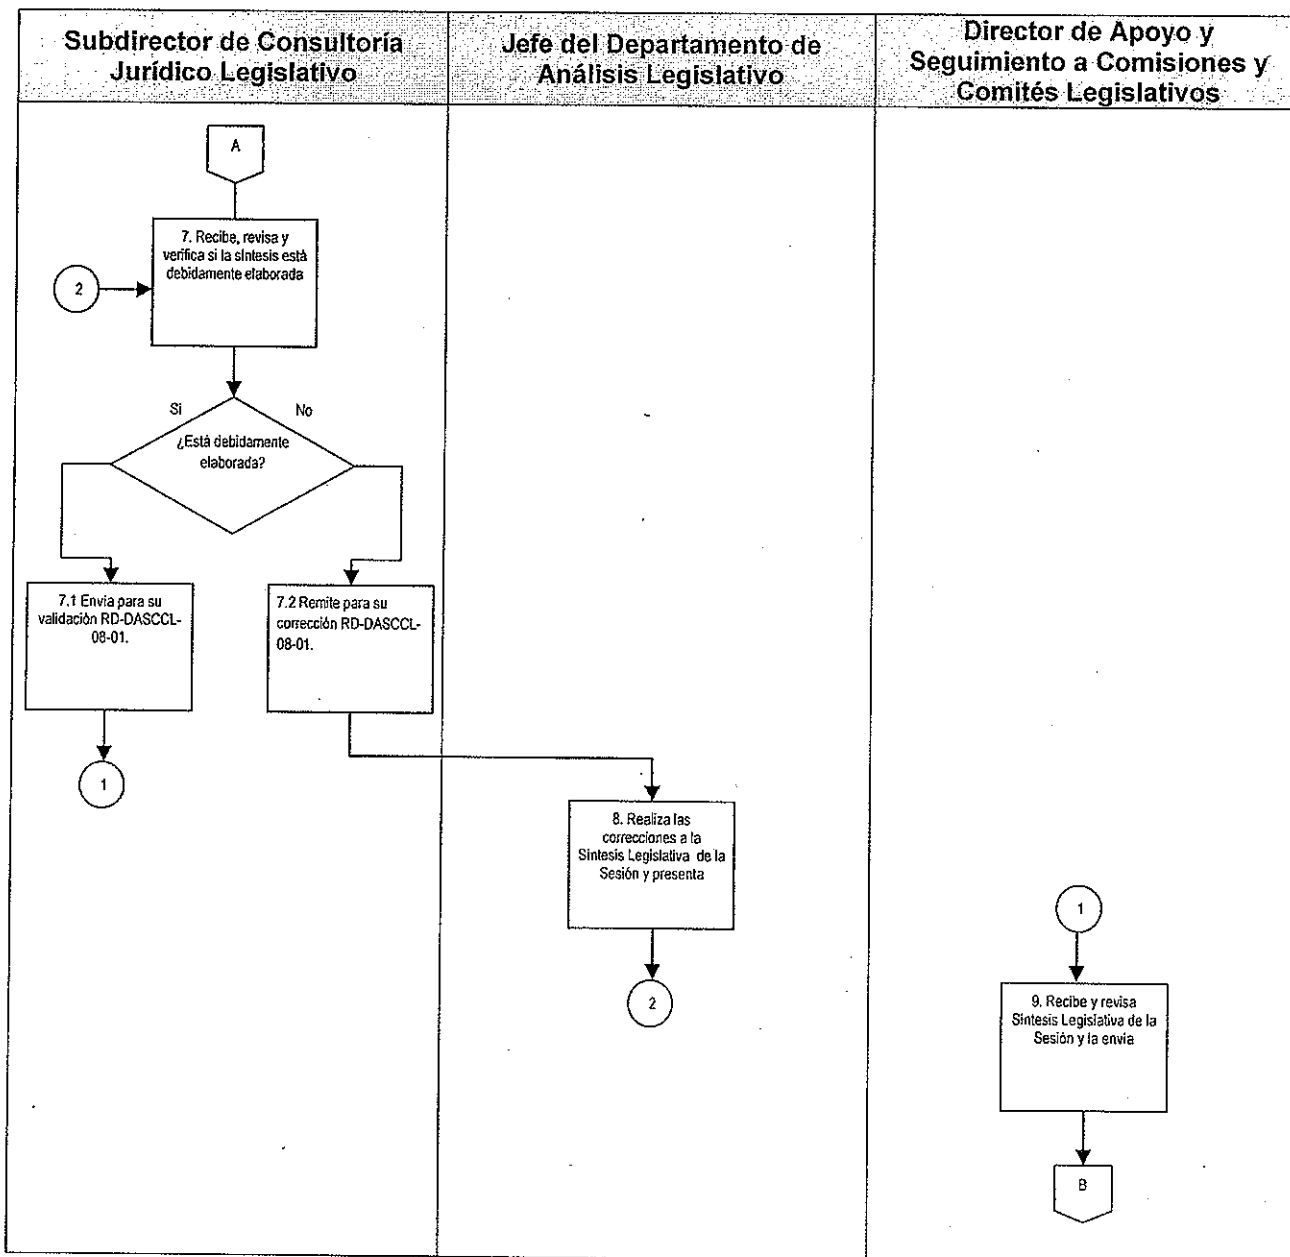 Subdirector de Consultoría
Jurídico Legislativo
Jefe del Departamento de
Análisis Legislativo
Director de Apoyo y
Seguimiento a Comisiones y
Comités Legislativos
A
7. Recibe, revisa y
verifica si la síntesis está
debidamente elaborada
2
Si
No
¿Está debidamente
elaborada?
7.1 Envía para su
validación RD-DASCCL-
08-01.
7.2 Remite para su
corrección RD-DASCCL-
08-01.
1
8. Realiza las
correcciones a la
Síntesis Legislativa de la
Sesión y presenta
2
1
9. Recibe y revisa
Síntesis Legislativa de la
Sesión y la envía
B